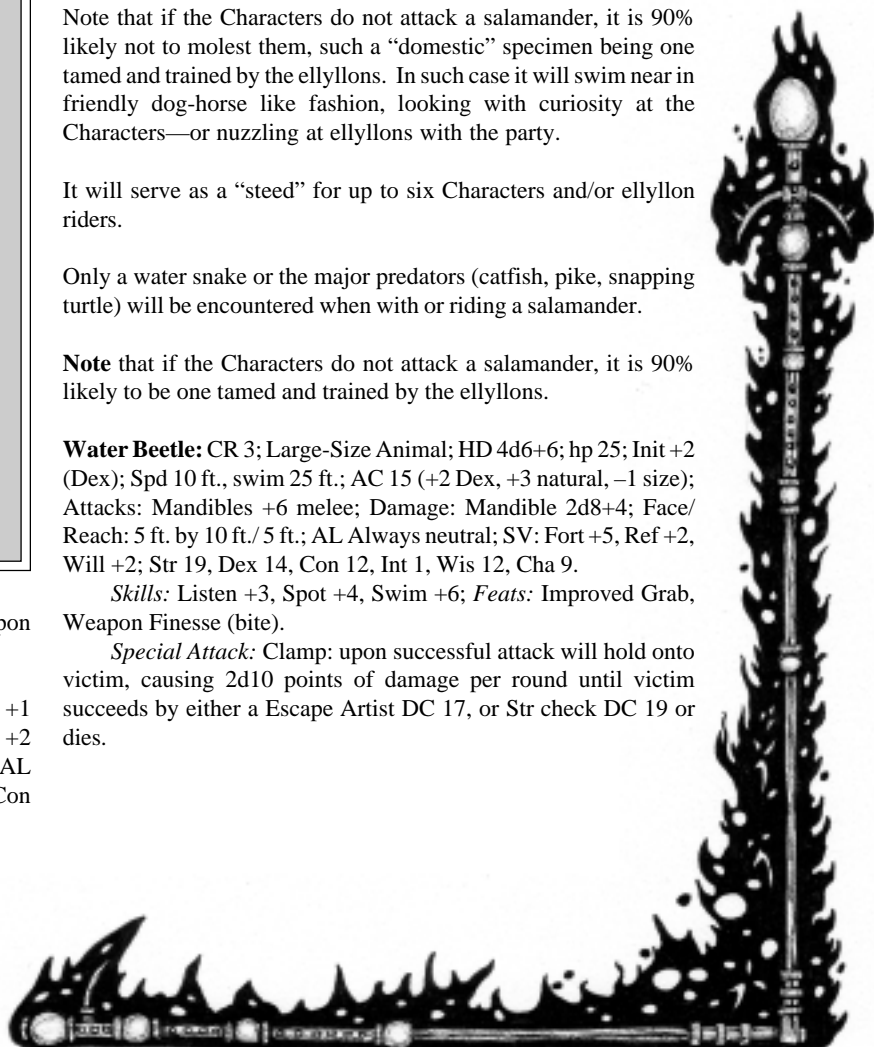 pon
+1
+2
AL
Con
Note that if the Characters do not attack a salamander, it is 90%
likely not to molest them, such a “domestic” specimen being one
tamed and trained by the ellyllons. In such case it will swim near in
friendly dog-horse like fashion, looking with curiosity at the
Characters—or nuzzling at ellyllons with the party.
It will serve as a “steed” for up to six Characters and/or ellyllon
riders.
Only a water snake or the major predators (catfish, pike, snapping
turtle) will be encountered when with or riding a salamander.
Note that if the Characters do not attack a salamander, it is 90%
likely to be one tamed and trained by the ellyllons.
Water Beetle: CR 3; Large-Size Animal; HD 4d6+6; hp 25; Init +2
(Dex); Spd 10 ft., swim 25 ft.; AC 15 (+2 Dex, +3 natural, –1 size);
Attacks: Mandibles +6 melee; Damage: Mandible 2d8+4; Face/
Reach: 5 ft. by 10 ft./ 5 ft.; AL Always neutral; SV: Fort +5, Ref +2,
Will +2; Str 19, Dex 14, Con 12, Int 1, Wis 12, Cha 9.
Skills: Listen +3, Spot +4, Swim +6; Feats: Improved Grab,
Weapon Finesse (bite).
Special Attack: Clamp: upon successful attack will hold onto
victim, causing 2d10 points of damage per round until victim
succeeds by either a Escape Artist DC 17, or Str check DC 19 or
dies.